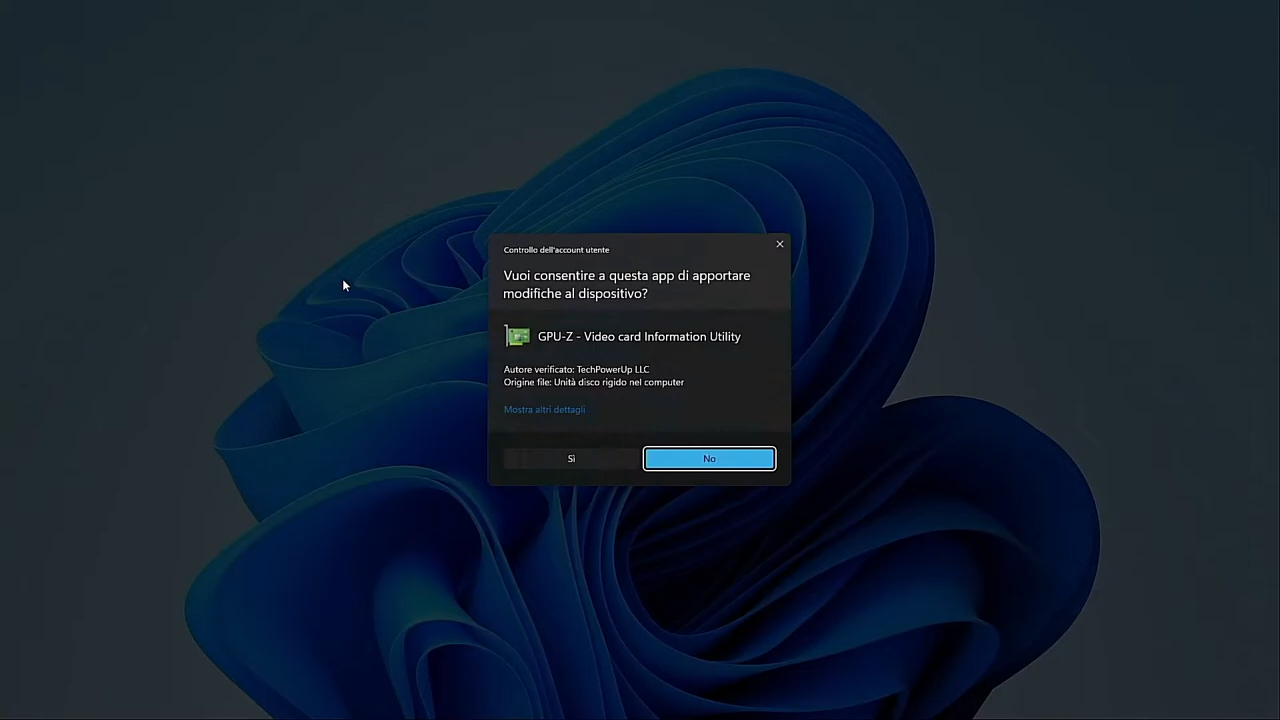 Controllo dell'account utente
Vuoi consentire a questa app di apportare
modifiche al dispositivo?
GPU-Z - Video card Information Utility
Autore verificato: TechPowerUp LLC
Origine file: Unità disco rigido nel computer
Mostra altri dettagli
Sì
No